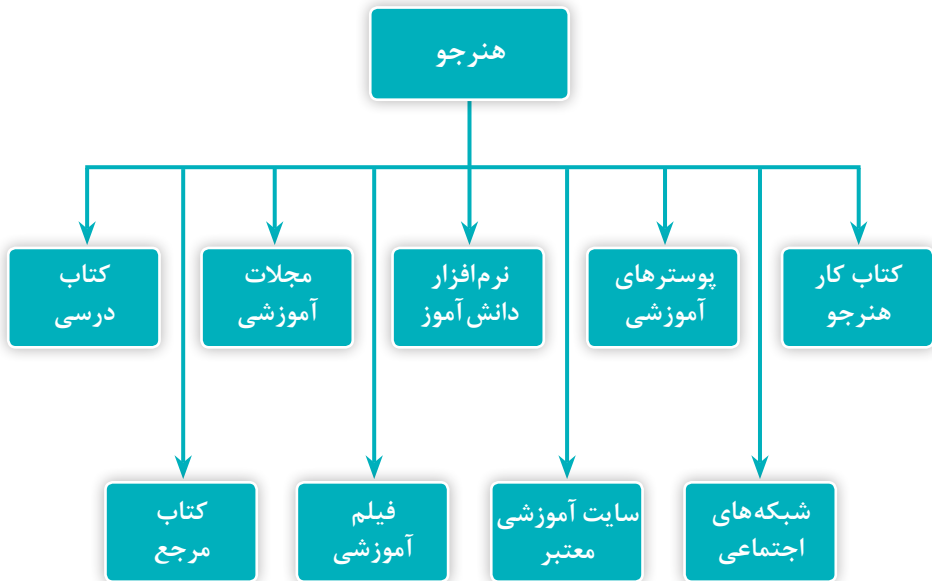 هنرجو
کتاب کار
هنرجو
پوسترهای
آموزشی
نرم‌افزار
دانش‌آموز
مجلات
آموزشی
کتاب
درسی
شبکه‌های
اجتماعی
سایت آموزشی
معتبر
فیلم
آموزشی
کتاب
مرجع